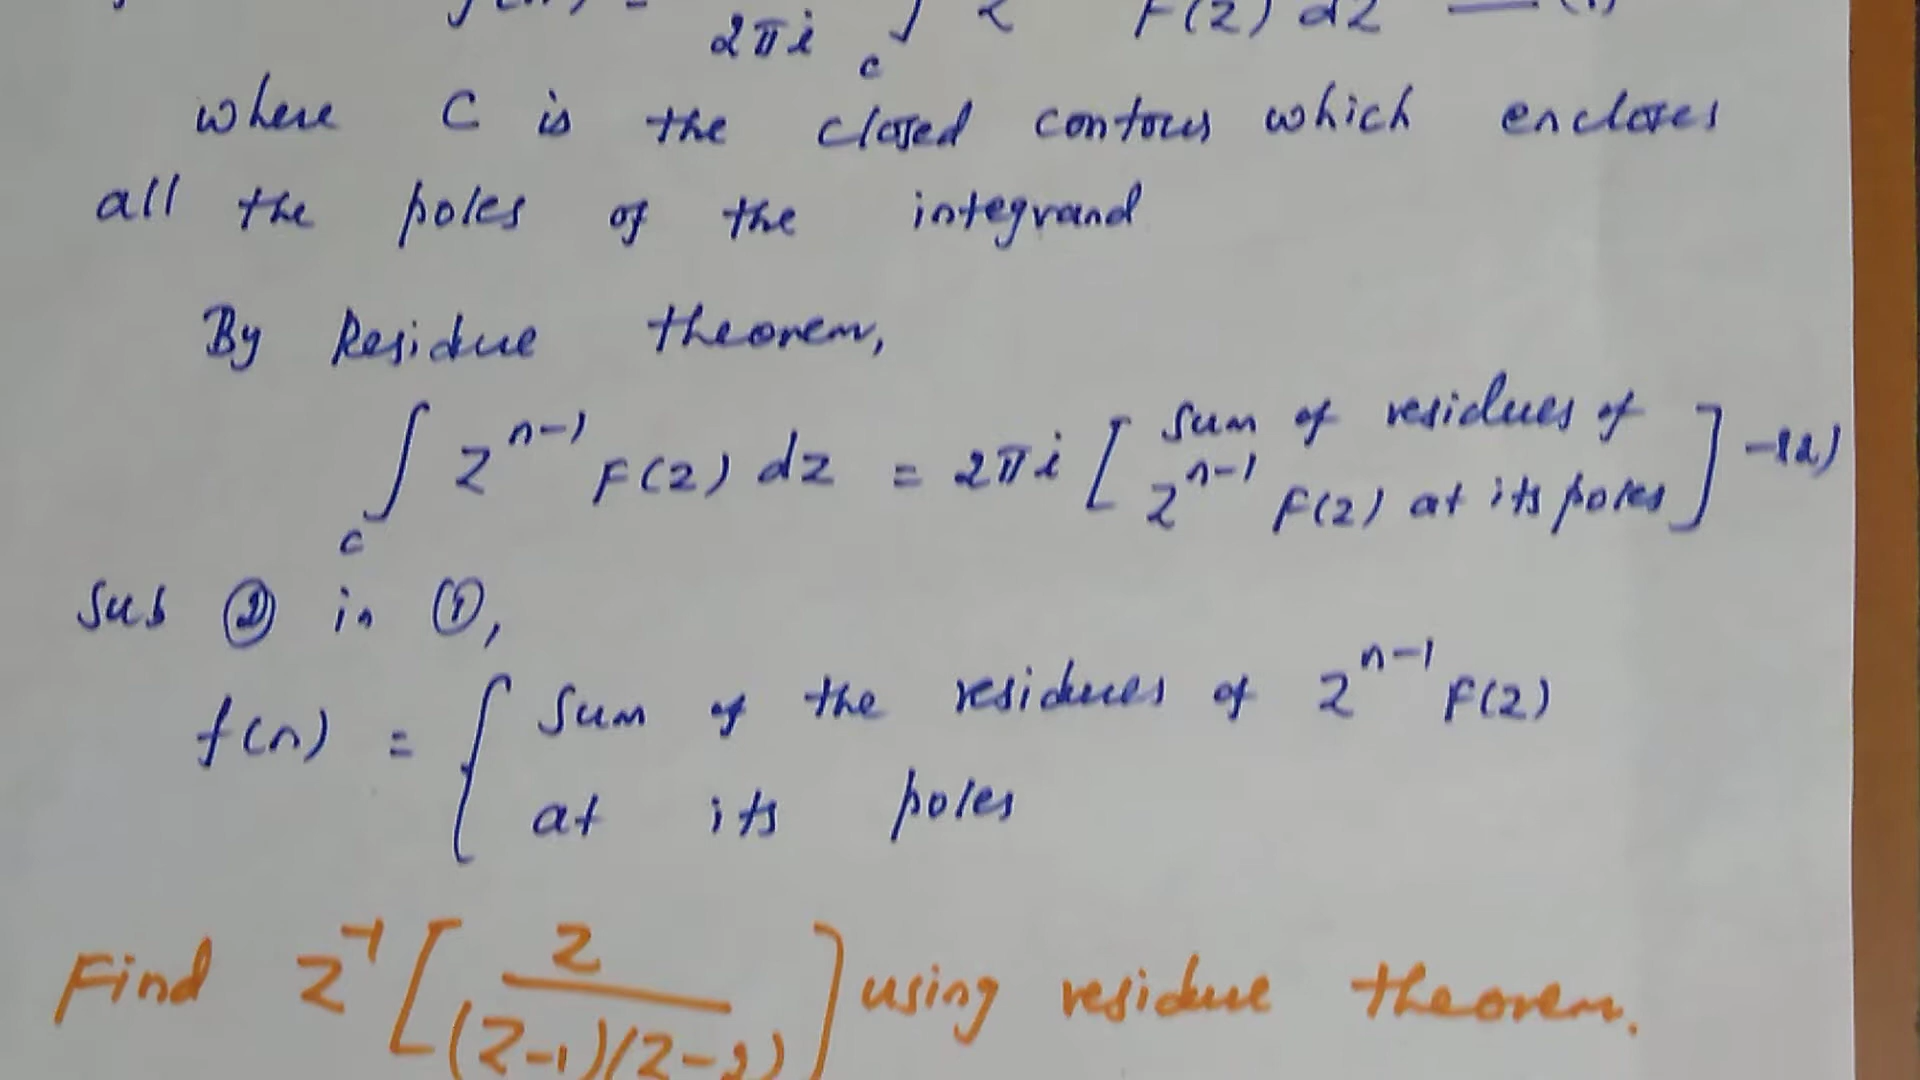 2πi ∫c F(z) dz
where C is the closed contour which encloses
all the poles of the integrand
By Residue theorem,
∫c z^{n-1} F(z) dz = 2πi [ sum of residues of z^{n-1} F(z) at its poles ] -(2)
Sub ② in ①,
f(n) = { Sum of the residues of z^{n-1} F(z)
at its poles
Find Z^{-1} [ z / (z-1)(z-2) ] using residue theorem.